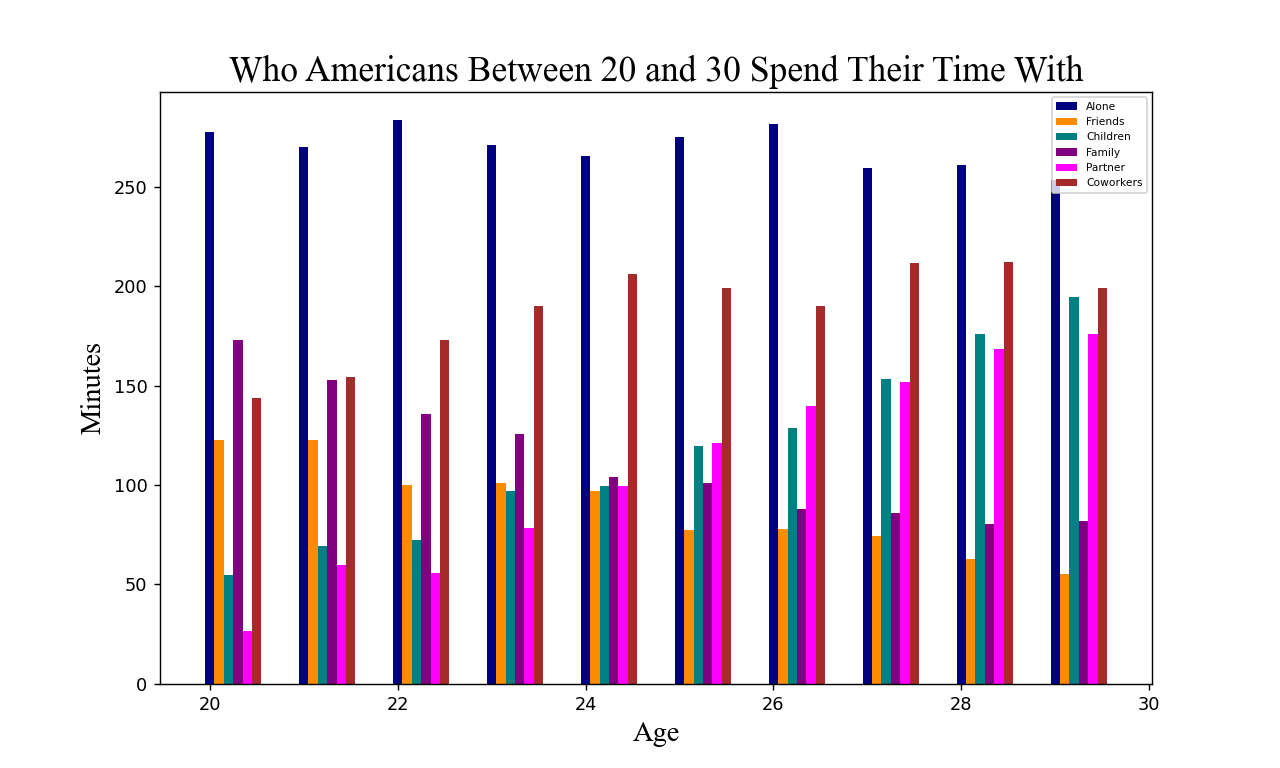 Who Americans Between 20 and 30 Spend Their Time With
Alone
Friends
Children
Family
Partner
Coworkers
Minutes
250
200
150
100
50
0
20 22 24 26 28 30
Age